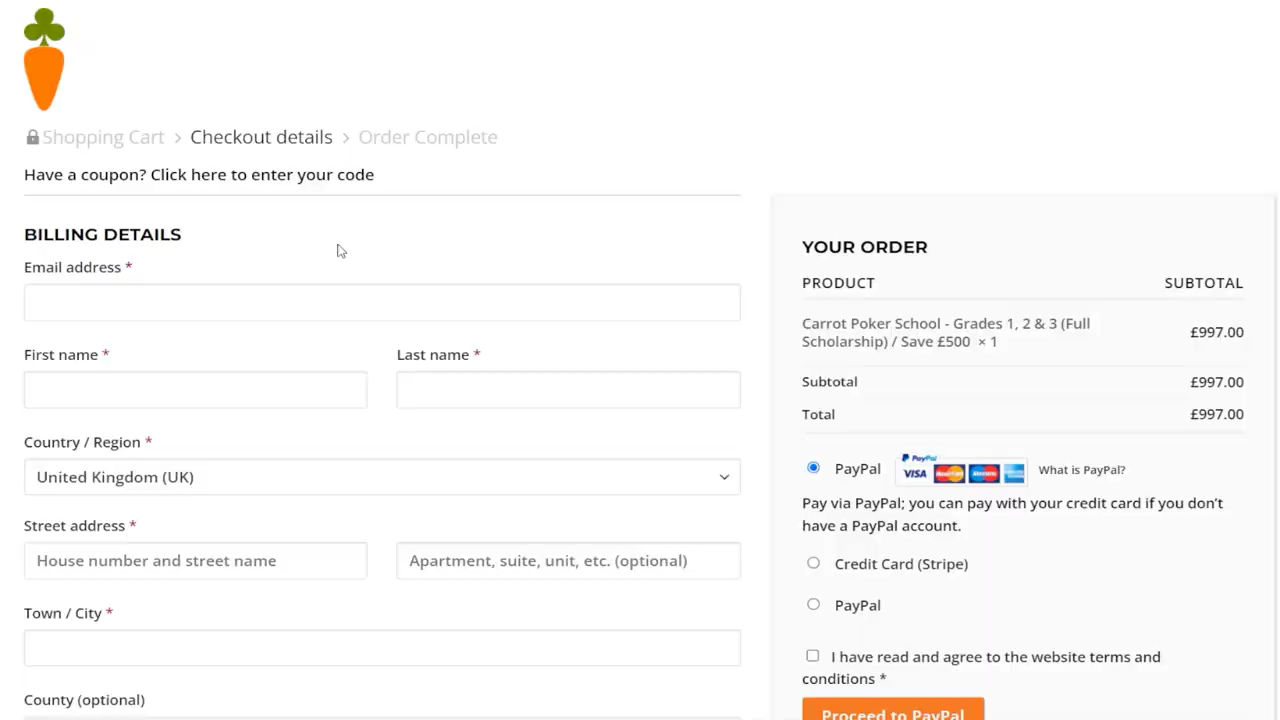 Shopping Cart > Checkout details > Order Complete
Have a coupon? Click here to enter your code
BILLING DETAILS
Email address *
First name *
Last name *
Country / Region *
United Kingdom (UK)
Street address *
House number and street name
Apartment, suite, unit, etc. (optional)
Town / City *
County (optional)
YOUR ORDER
PRODUCT SUBTOTAL
Carrot Poker School - Grades 1, 2 & 3 (Full
Scholarship) / Save £500 × 1
£997.00
Subtotal £997.00
Total £997.00
PayPal PayPal VISA What is PayPal?
Pay via PayPal; you can pay with your credit card if you don't
have a PayPal account.
Credit Card (Stripe)
PayPal
I have read and agree to the website terms and
conditions *
Proceed to PayPal